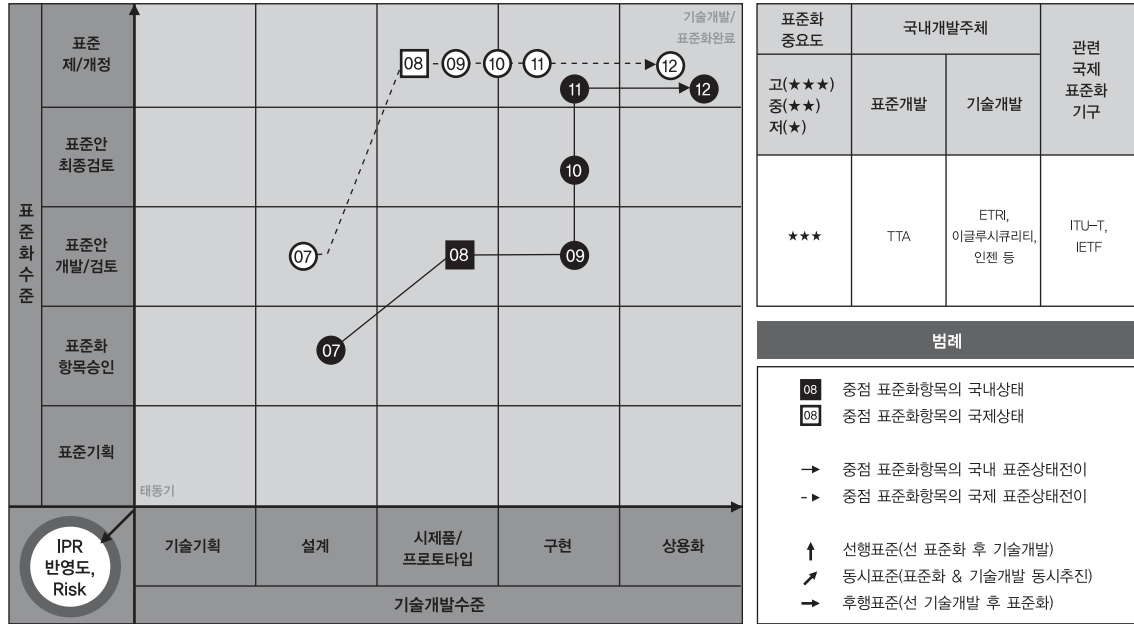 표준화수준
표준
제/개정
표준안
최종검토
표준안
개발/검토
표준화
항목승인
표준기획
기술개발/
표준화완료
08
09
10
11
12
11
12
10
07
08
09
07
태동기
IPR
반영도,
Risk
기술기획
설계
시제품/
프로토타입
구현
상용화
기술개발수준
표준화
중요도
국내개발주체
관련
국제
표준화
기구
고(★★★)
중(★★)
저(★)
표준개발
기술개발
★★★
TTA
ETRI,
이글루시큐리티,
인젠 등
ITU-T,
IETF
범례
08 중점 표준화항목의 국내상태
08 중점 표준화항목의 국제상태
중점 표준화항목의 국내 표준상태전이
중점 표준화항목의 국제 표준상태전이
선행표준(선 표준화 후 기술개발)
동시표준(표준화 & 기술개발 동시추진)
후행표준(선 기술개발 후 표준화)